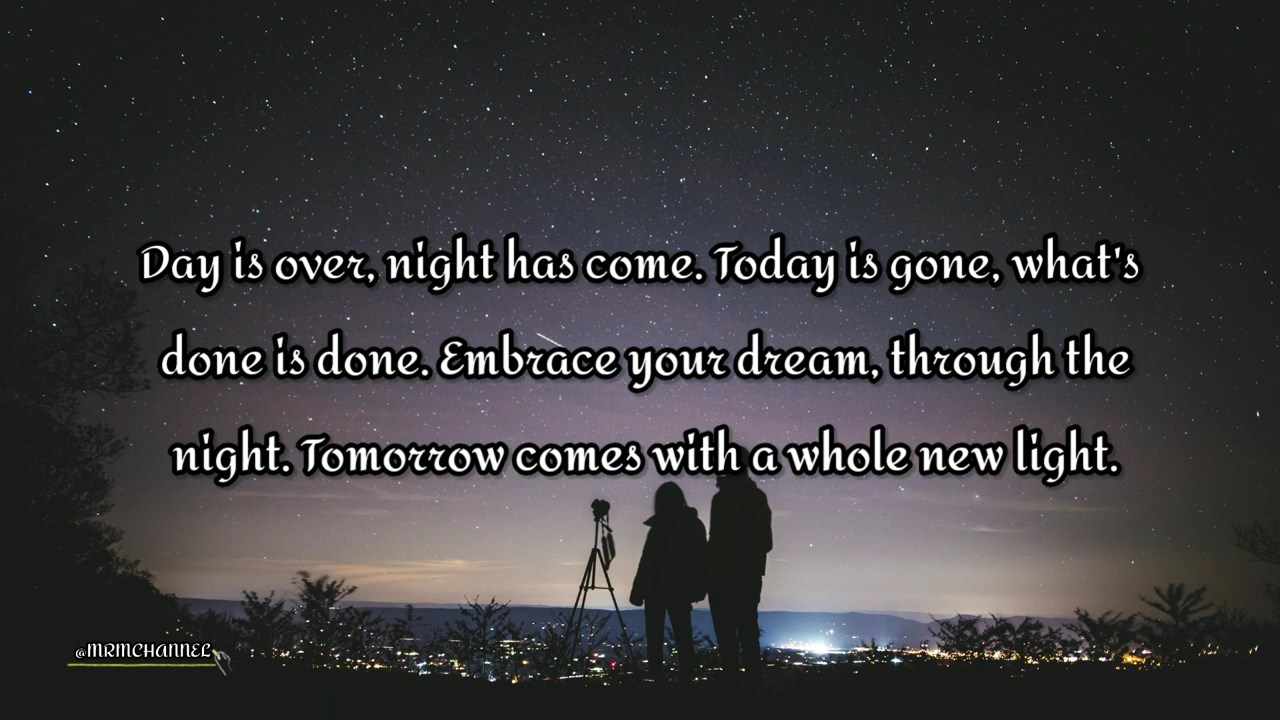 Day is over, night has come. Today is gone, what's
done is done. Embrace your dream, through the
night. Tomorrow comes with a whole new light.
@MRMCHANNEL